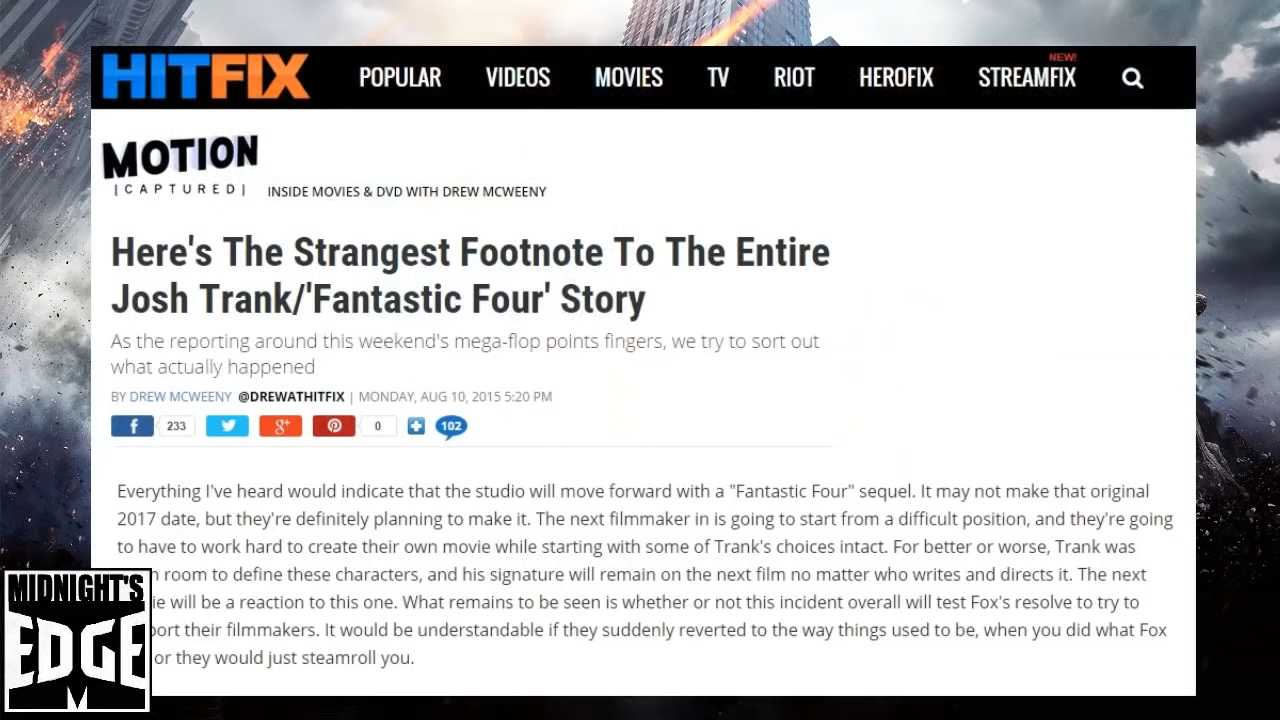 HITFIX POPULAR VIDEOS MOVIES TV RIOT HEROFIX NEW! STREAMFIX
MOTION
[CAPTURED] INSIDE MOVIES & DVD WITH DREW MCWEENY
Here's The Strangest Footnote To The Entire
Josh Trank/'Fantastic Four' Story
As the reporting around this weekend's mega-flop points fingers, we try to sort out
what actually happened
BY DREW MCWEENY @DREWATHITFIX | MONDAY, AUG 10, 2015 5:20 PM
f 233 g+ 0 102
Everything I've heard would indicate that the studio will move forward with a "Fantastic Four" sequel. It may not make that original
2017 date, but they're definitely planning to make it. The next filmmaker in is going to start from a difficult position, and they're going
to have to work hard to create their own movie while starting with some of Trank's choices intact. For better or worse, Trank was
room to define these characters, and his signature will remain on the next film no matter who writes and directs it. The next
will be a reaction to this one. What remains to be seen is whether or not this incident overall will test Fox's resolve to try to
their filmmakers. It would be understandable if they suddenly reverted to the way things used to be, when you did what Fox
or they would just steamroll you.
MIDNIGHT'S
EDGE
M